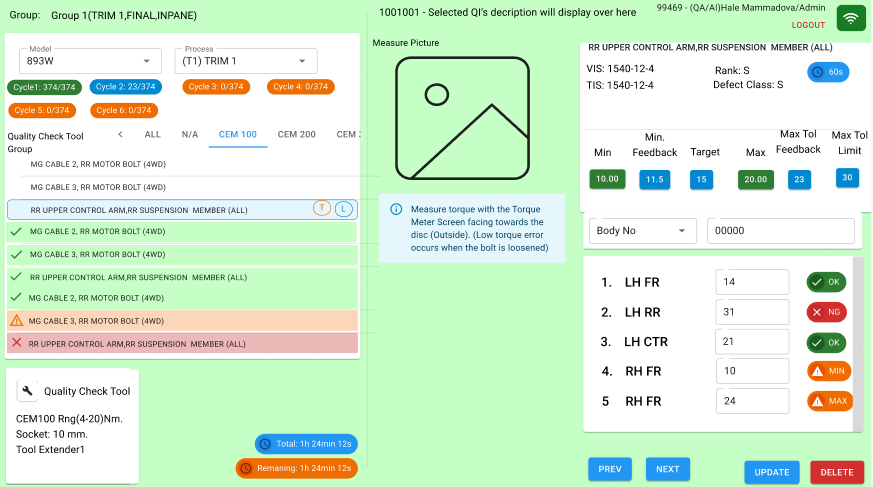 Group: Group 1(TRIM 1,FINAL,INPANE)
1001001 - Selected QI's decription will display over here
99469 - (QA/AI)Hale Mammadova/Admin
LOGOUT
Model
893W
Process
(T1) TRIM 1
Cycle1: 374/374
Cycle 2: 23/374
Cycle 3: 0/374
Cycle 4: 0/374
Cycle 5: 0/374
Cycle 6: 0/374
Quality Check Tool
Group
ALL
N/A
CEM 100
CEM 200
CEM
MG CABLE 2, RR MOTOR BOLT (4WD)
MG CABLE 3, RR MOTOR BOLT (4WD)
RR UPPER CONTROL ARM,RR SUSPENSION MEMBER (ALL)
T
L
MG CABLE 2, RR MOTOR BOLT (4WD)
MG CABLE 3, RR MOTOR BOLT (4WD)
RR UPPER CONTROL ARM,RR SUSPENSION MEMBER (ALL)
MG CABLE 2, RR MOTOR BOLT (4WD)
MG CABLE 3, RR MOTOR BOLT (4WD)
RR UPPER CONTROL ARM,RR SUSPENSION MEMBER (ALL)
Quality Check Tool
CEM100 Rng(4-20)Nm.
Socket: 10 mm.
Tool Extender1
Total: 1h 24min 12s
Remaning: 1h 24min 12s
Measure Picture
Measure torque with the Torque
Meter Screen facing towards the
disc (Outside). (Low torque error
occurs when the bolt is loosened)
RR UPPER CONTROL ARM,RR SUSPENSION MEMBER (ALL)
VIS: 1540-12-4
TIS: 1540-12-4
Rank: S
Defect Class: S
60s
Min
Min.
Feedback
Target
Max
Max Tol
Feedback
Max Tol
Limit
10.00
11.5
15
20.00
23
30
Body No
00000
1. LH FR 14 OK
2. LH RR 31 NG
3. LH CTR 21 OK
4. RH FR 10 MIN
5 RH FR 24 MAX
PREV
NEXT
UPDATE
DELETE